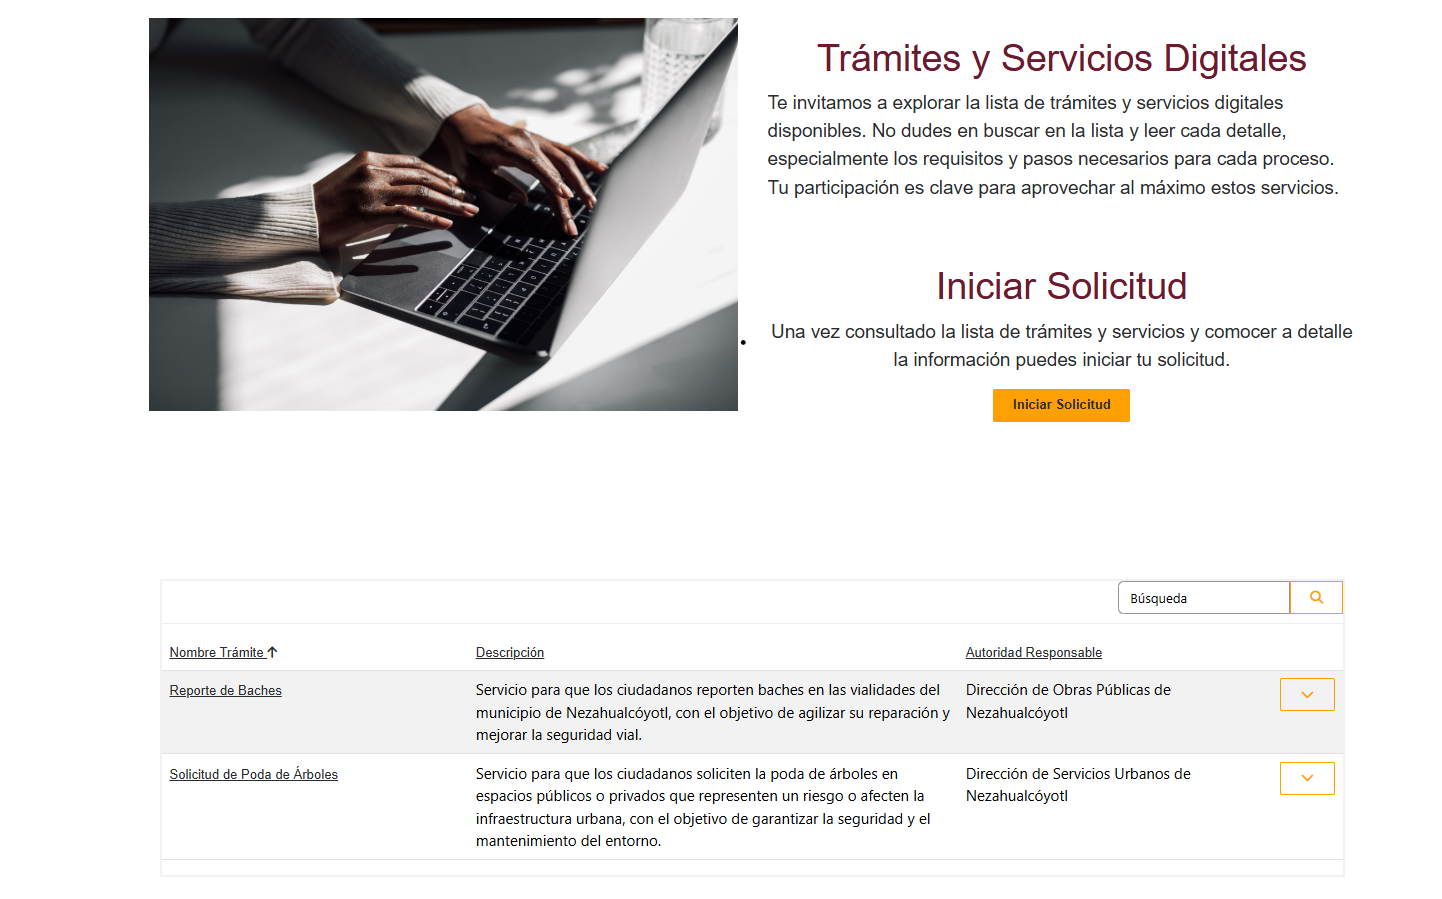 Trámites y Servicios Digitales
Te invitamos a explorar la lista de trámites y servicios digitales
disponibles. No dudes en buscar en la lista y leer cada detalle,
especialmente los requisitos y pasos necesarios para cada proceso.
Tu participación es clave para aprovechar al máximo estos servicios.
Iniciar Solicitud
Una vez consultado la lista de trámites y servicios y comocer a detalle
la información puedes iniciar tu solicitud.
Iniciar Solicitud
Búsqueda
Nombre Trámite
Descripción
Autoridad Responsable
Reporte de Baches
Servicio para que los ciudadanos reporten baches en las vialidades del
municipio de Nezahualcóyotl, con el objetivo de agilizar su reparación y
mejorar la seguridad vial.
Dirección de Obras Públicas de
Nezahualcóyotl
Solicitud de Poda de Árboles
Servicio para que los ciudadanos soliciten la poda de árboles en
espacios públicos o privados que representen un riesgo o afecten la
infraestructura urbana, con el objetivo de garantizar la seguridad y el
mantenimiento del entorno.
Dirección de Servicios Urbanos de
Nezahualcóyotl